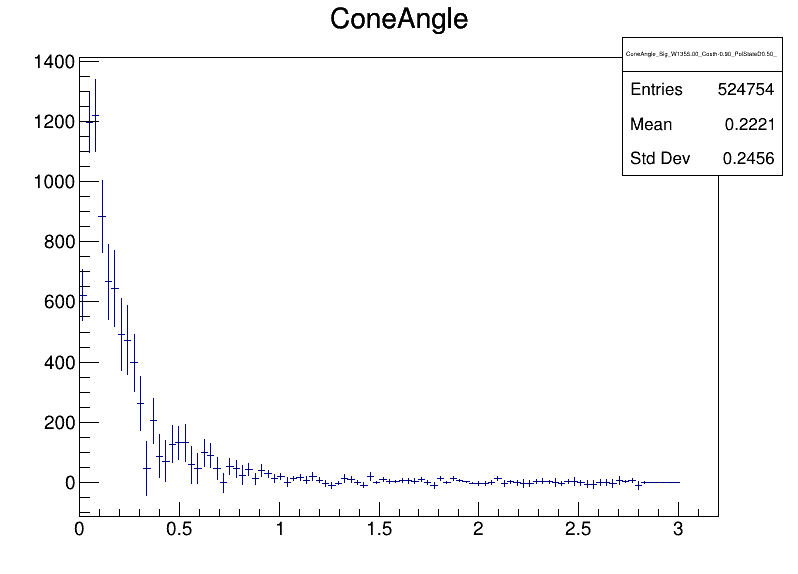 ConeAngle
ConeAngle_Sig_W1355.00_Costh-0.90_PolStateD0.50_
Entries 524754
Mean 0.2221
Std Dev 0.2456
1400
1200
1000
800
600
400
200
0
0 0.5 1 1.5 2 2.5 3